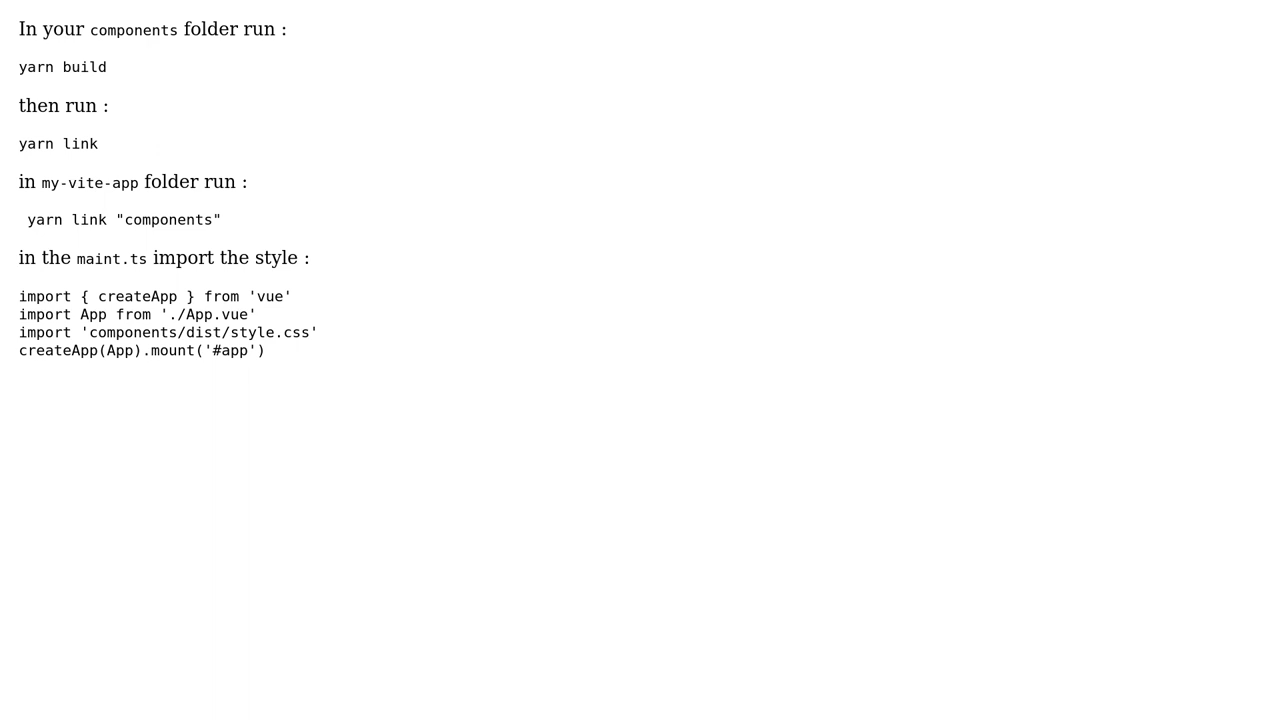 In your components folder run :
yarn build
then run :
yarn link
in my-vite-app folder run :
yarn link "components"
in the maint.ts import the style :
import { createApp } from 'vue'
import App from './App.vue'
import 'components/dist/style.css'
createApp(App).mount('#app')